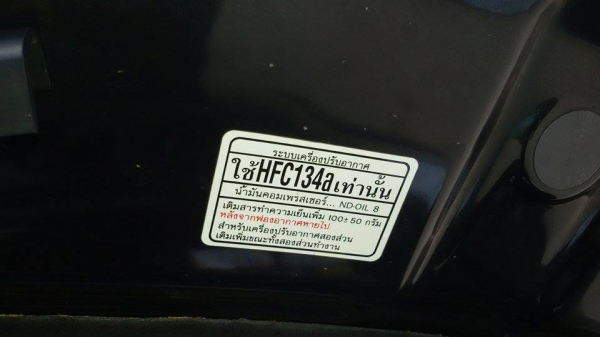 ระบบเครื่องปรับอากาศ
ใช้HFC134aเท่านั้น
น้ำมันคอมเพรสเซอร์... ND-OIL 8
เติมสารทำความเย็นเพิ่ม 100±50 กรัม
หลังจากฟองอากาศหายไป
สำหรับเครื่องปรับอากาศสองส่วน
เติมเพิ่มขณะทั้งสองส่วนทำงาน